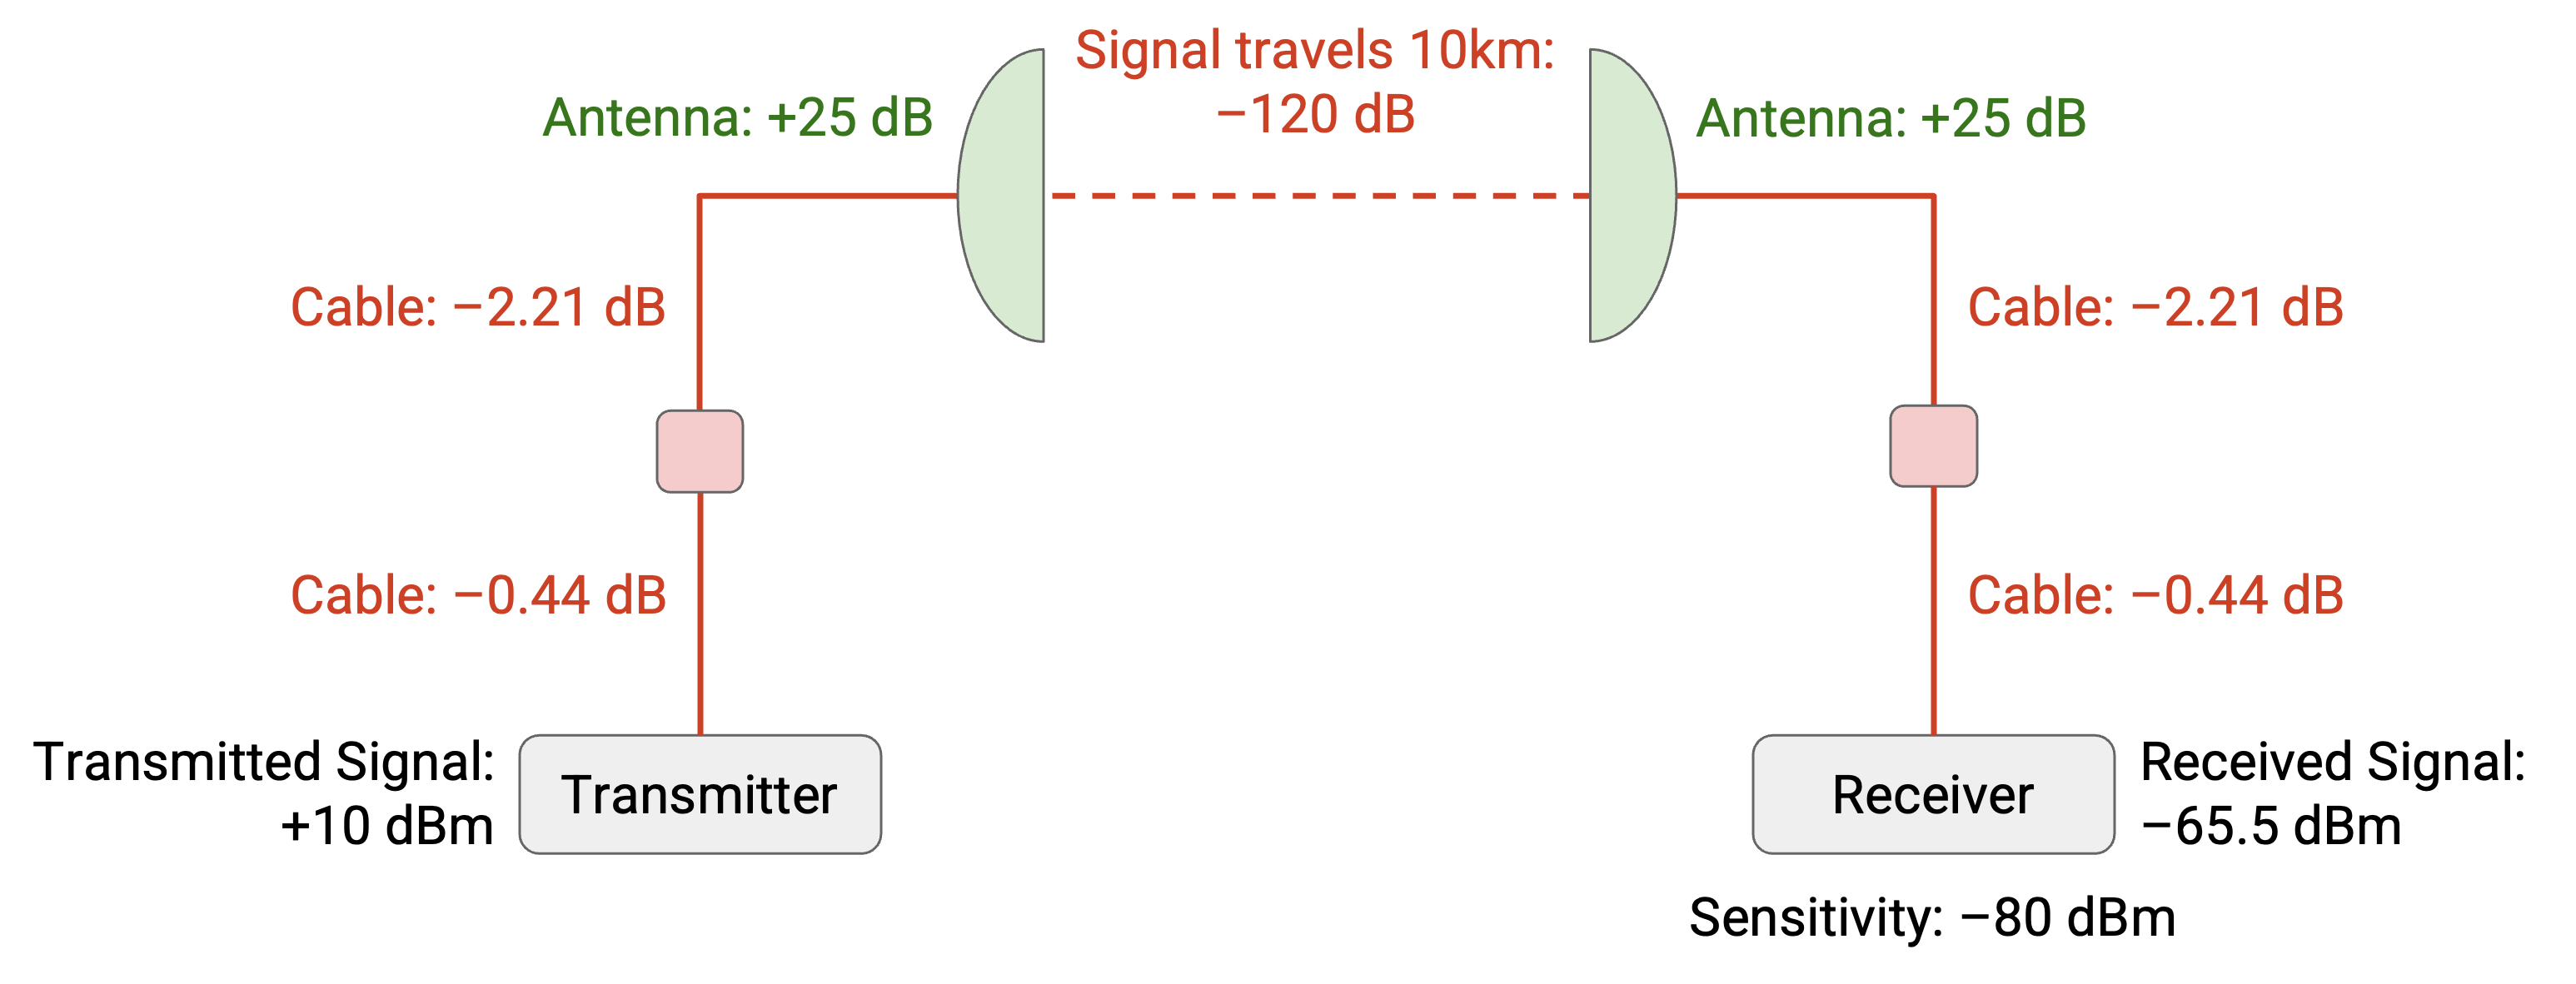 Signal travels 10km:
–120 dB
Antenna: +25 dB
Antenna: +25 dB
Cable: –2.21 dB
Cable: –2.21 dB
Cable: –0.44 dB
Cable: –0.44 dB
Transmitted Signal:
+10 dBm
Transmitter
Receiver
Received Signal:
–65.5 dBm
Sensitivity: –80 dBm